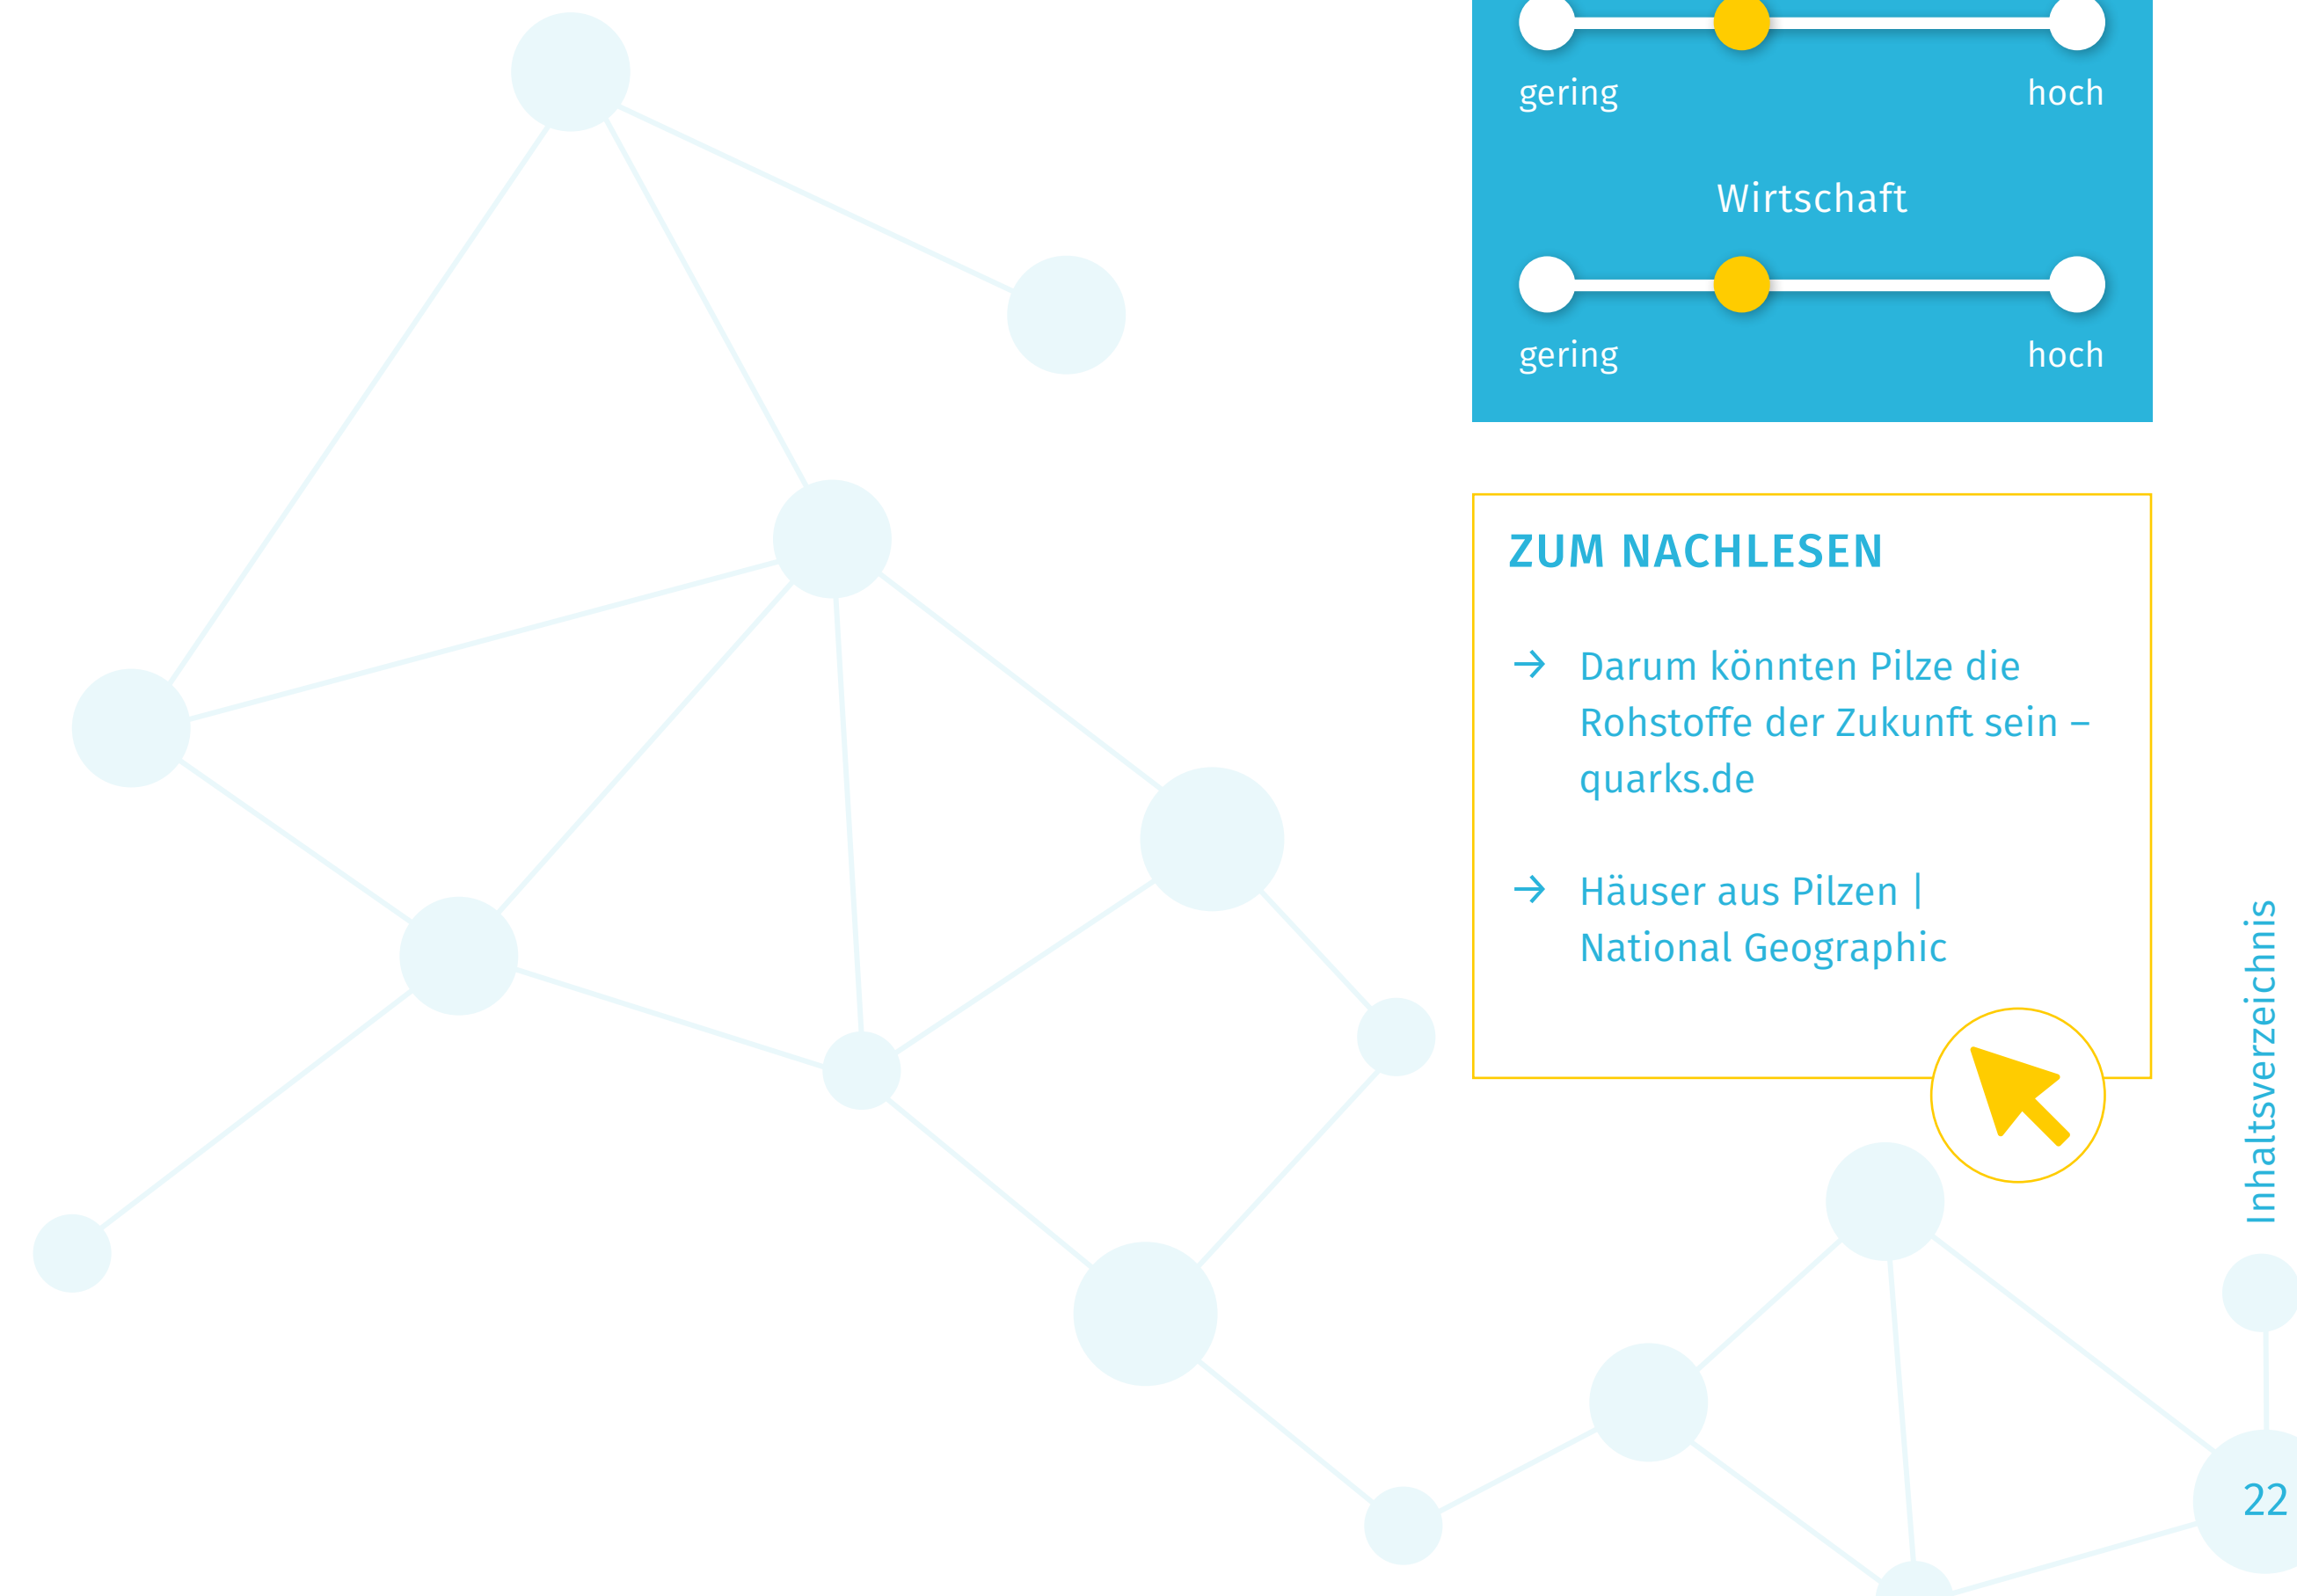 gering hoch
Wirtschaft
gering hoch
ZUM NACHLESEN
→ Darum könnten Pilze die
Rohstoffe der Zukunft sein –
quarks.de
→ Häuser aus Pilzen |
National Geographic
Inhaltsverzeichnis
22